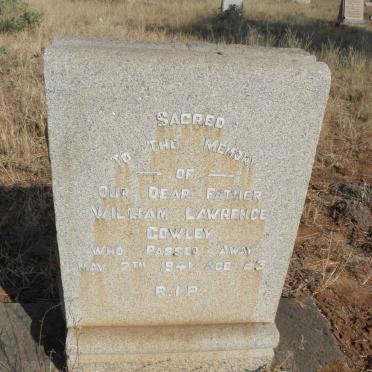 SACRED
TO THE MEMORY
— OF —
OUR DEAR FATHER
WILLIAM LAWRENCE
COWLEY
WHO PASSED AWAY
MAY 7TH 1941 AGE 63
R.I.P.